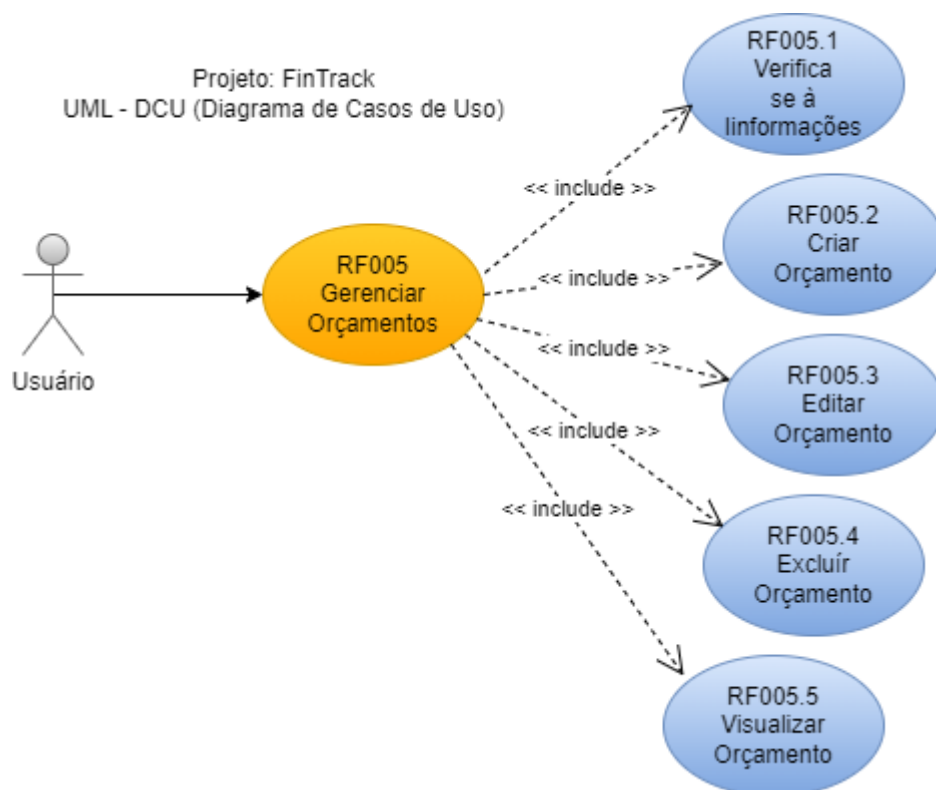 Projeto: FinTrack
UML - DCU (Diagrama de Casos de Uso)
Usuário
RF005
Gerenciar
Orçamentos
<< include >>
<< include >>
<< include >>
<< include >>
<< include >>
RF005.1
Verifica
se à
linformações
RF005.2
Criar
Orçamento
RF005.3
Editar
Orçamento
RF005.4
Excluír
Orçamento
RF005.5
Visualizar
Orçamento